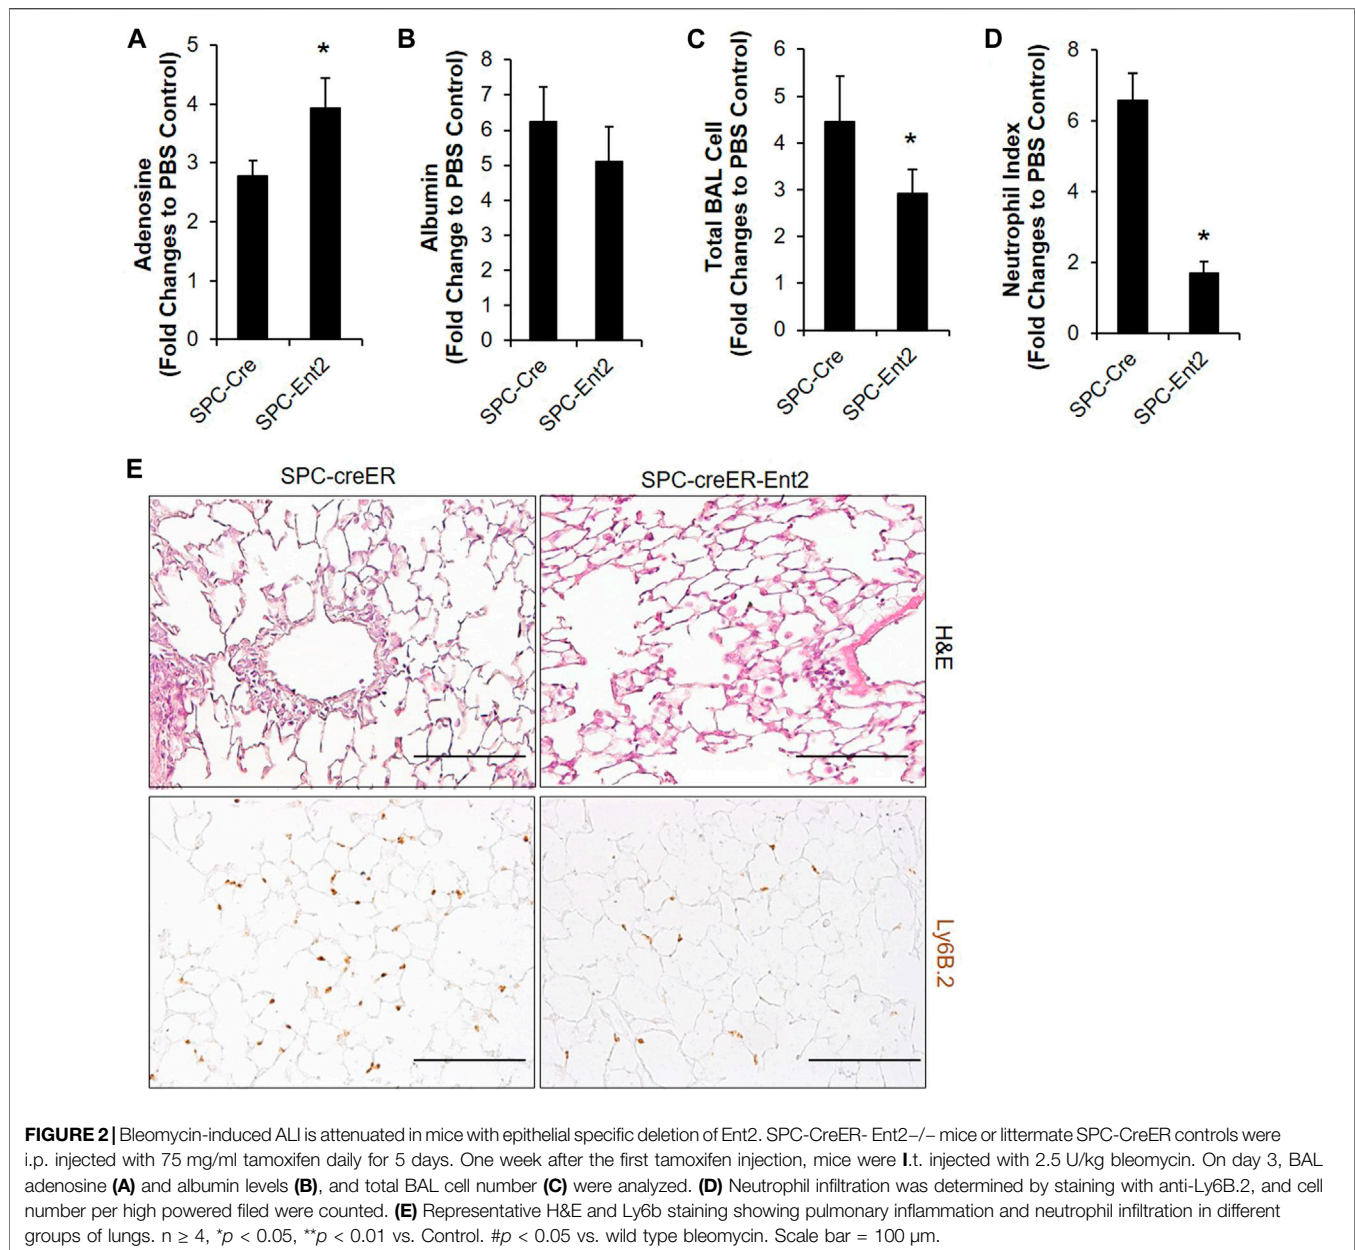 A
Adenosine
(Fold Changes to PBS Control)
5
4
3
2
1
0
*
SPC-Cre
SPC-Ent2
B
Albumin
(Fold Change to PBS Control)
8
7
6
5
4
3
2
1
0
SPC-Cre
SPC-Ent2
C
Total BAL Cell
(Fold Changes to PBS Control)
6
5
4
3
2
1
0
*
SPC-Cre
SPC-Ent2
D
Neutrophil Index
(Fold Changes to PBS Control)
8
6
4
2
0
*
SPC-Cre
SPC-Ent2
E
SPC-creER
SPC-creER-Ent2
H&E
Ly6B.2
FIGURE 2 | Bleomycin-induced ALI is attenuated in mice with epithelial specific deletion of Ent2. SPC-CreER- Ent2−/− mice or littermate SPC-CreER controls were
i.p. injected with 75 mg/ml tamoxifen daily for 5 days. One week after the first tamoxifen injection, mice were I.t. injected with 2.5 U/kg bleomycin. On day 3, BAL
adenosine (A) and albumin levels (B), and total BAL cell number (C) were analyzed. (D) Neutrophil infiltration was determined by staining with anti-Ly6B.2, and cell
number per high powered filed were counted. (E) Representative H&E and Ly6b staining showing pulmonary inflammation and neutrophil infiltration in different
groups of lungs. n ≥ 4, *p < 0.05, **p < 0.01 vs. Control. #p < 0.05 vs. wild type bleomycin. Scale bar = 100 µm.